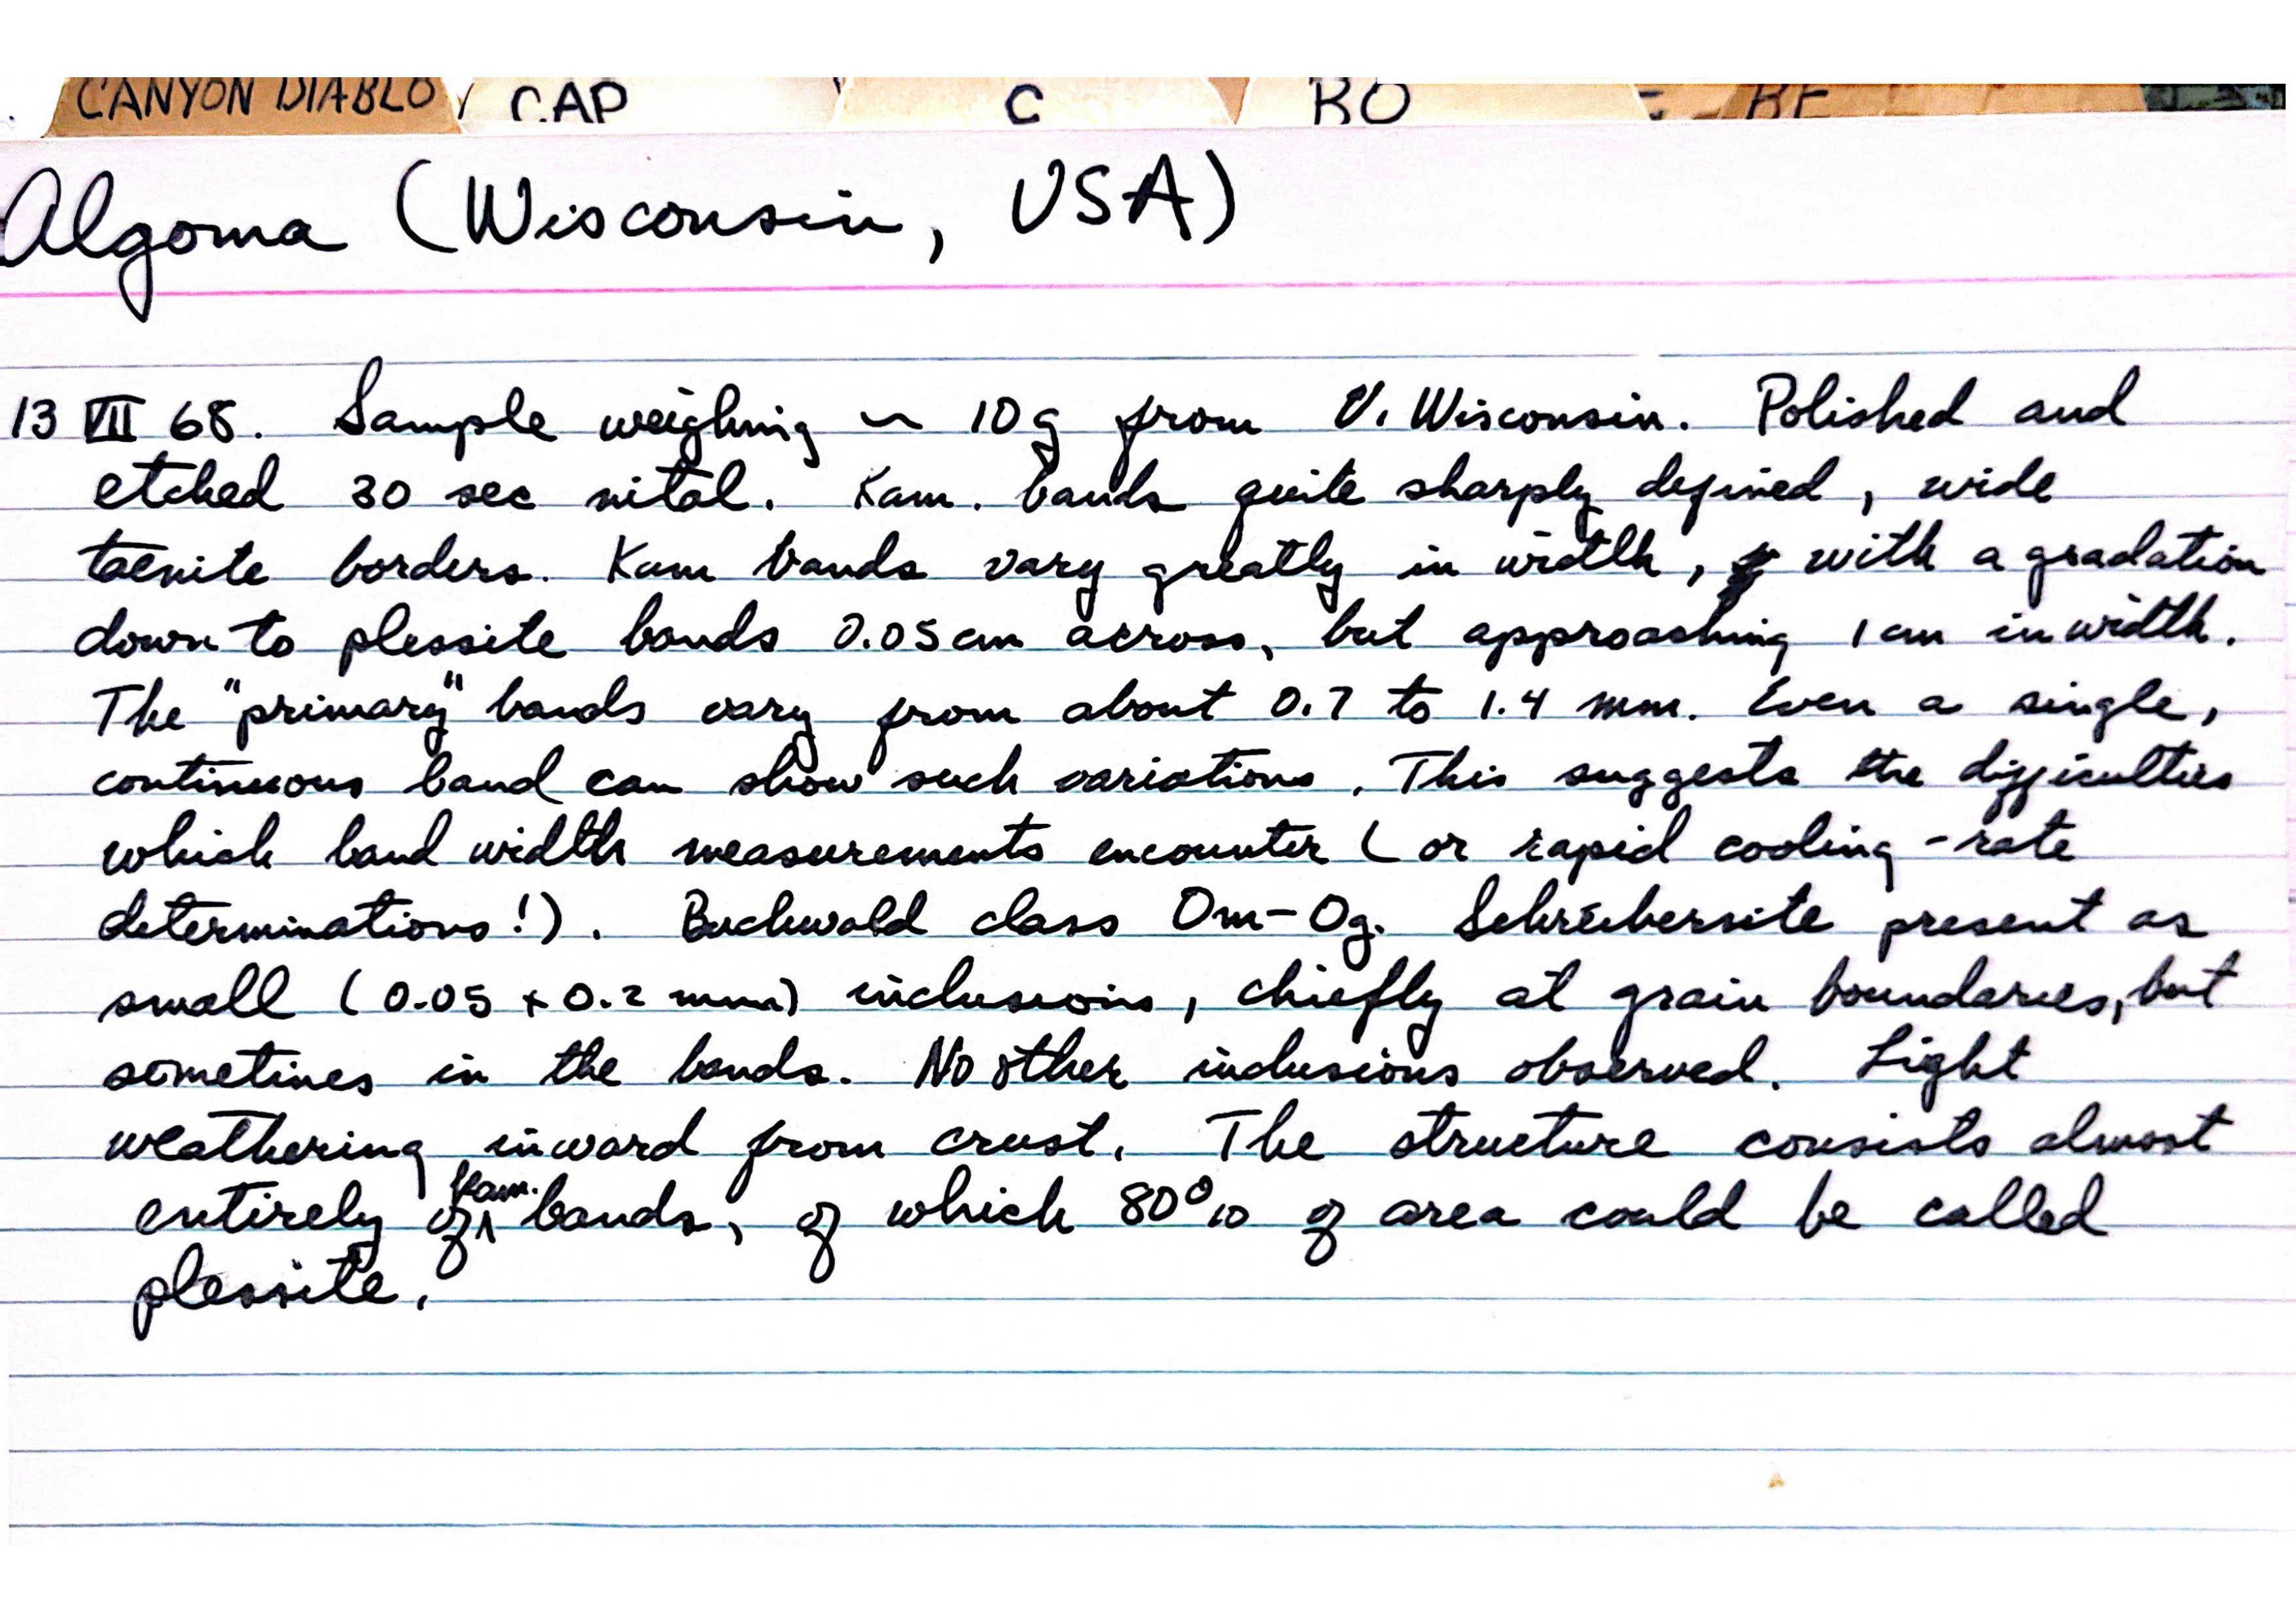 CANYON DIABLO CAP C BO BE
Algoma (Wisconsin, USA)
13 VII 68. Sample weighing ~ 10g from U. Wisconsin. Polished and
etched 30 sec nital. Kam. bands quite sharply defined, wide
taenite borders. Kam bands vary greatly in width, with a gradation
down to plessite bands 0.05cm across, but approaching 1 cm in width.
The "primary" bands vary from about 0.7 to 1.4 mm. Even a single,
continuous band can show such variations. This suggests the difficulties
which band width measurements encounter (or rapid cooling-rate
determinations!). Buchwald class Om-Og. Schreibersite present as
small (0.05 x 0.2 mm) inclusions, chiefly at grain boundaries, but
sometimes in the bands. No other inclusions observed. Light
weathering inward from crust. The structure consists almost
entirely of kam. bands, of which 80% of area could be called
plessite.